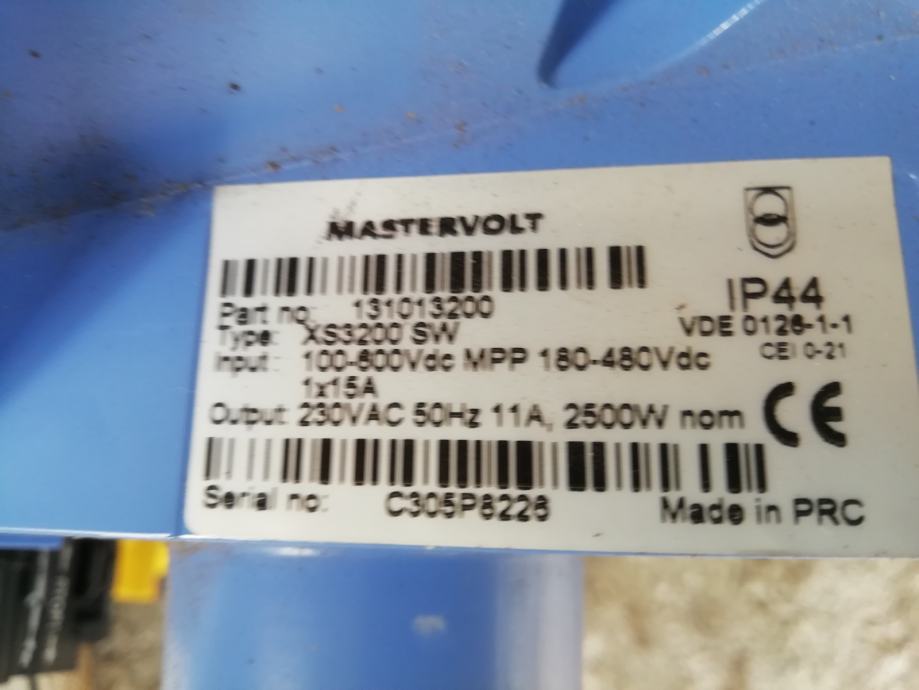 MASTERVOLT
Part no: 131013200
Type: XS3200 SW
Input: 100-600Vdc MPP 180-480Vdc
1x15A
Output: 230VAC 50Hz 11A, 2500W nom
Serial no: C305P8226
IP44
VDE 0126-1-1
CEI 0-21
CE
Made in PRC